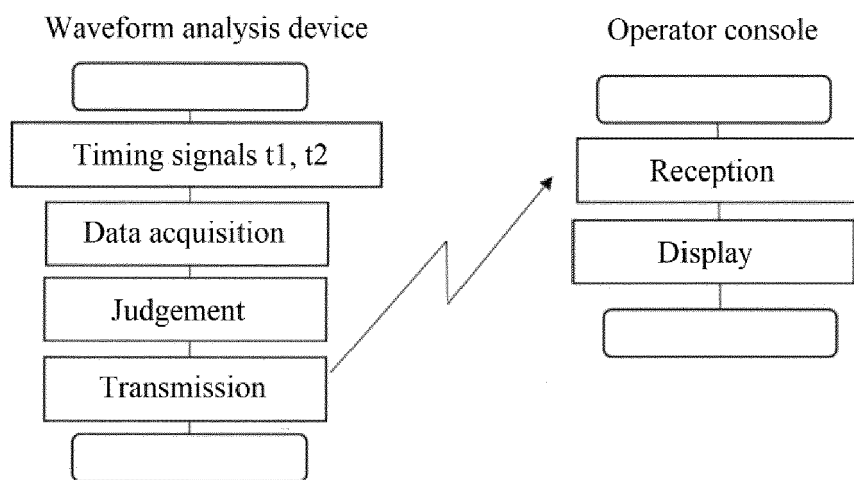 Waveform analysis device
Timing signals t1, t2
Data acquisition
Judgement
Transmission
Operator console
Reception
Display